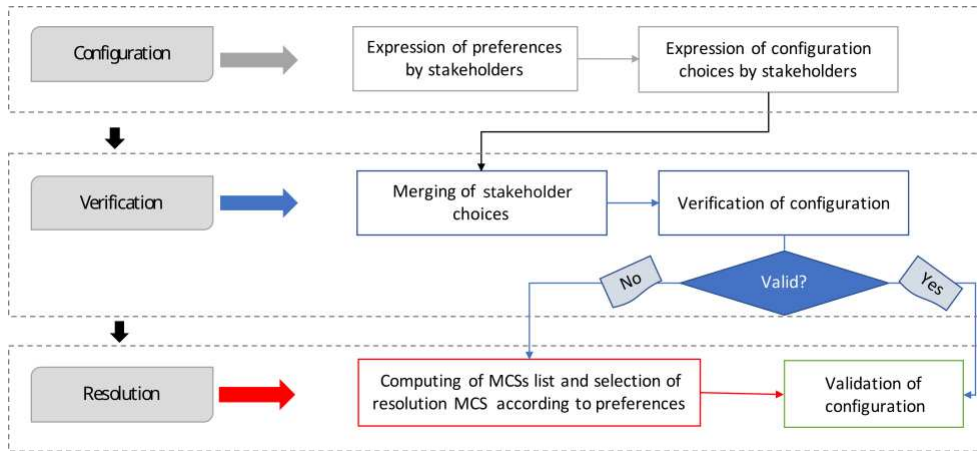 Configuration
Expression of preferences
by stakeholders
Expression of configuration
choices by stakeholders
Verification
Merging of stakeholder
choices
Verification of configuration
No
Valid?
Yes
Resolution
Computing of MCSs list and selection of
resolution MCS according to preferences
Validation of
configuration